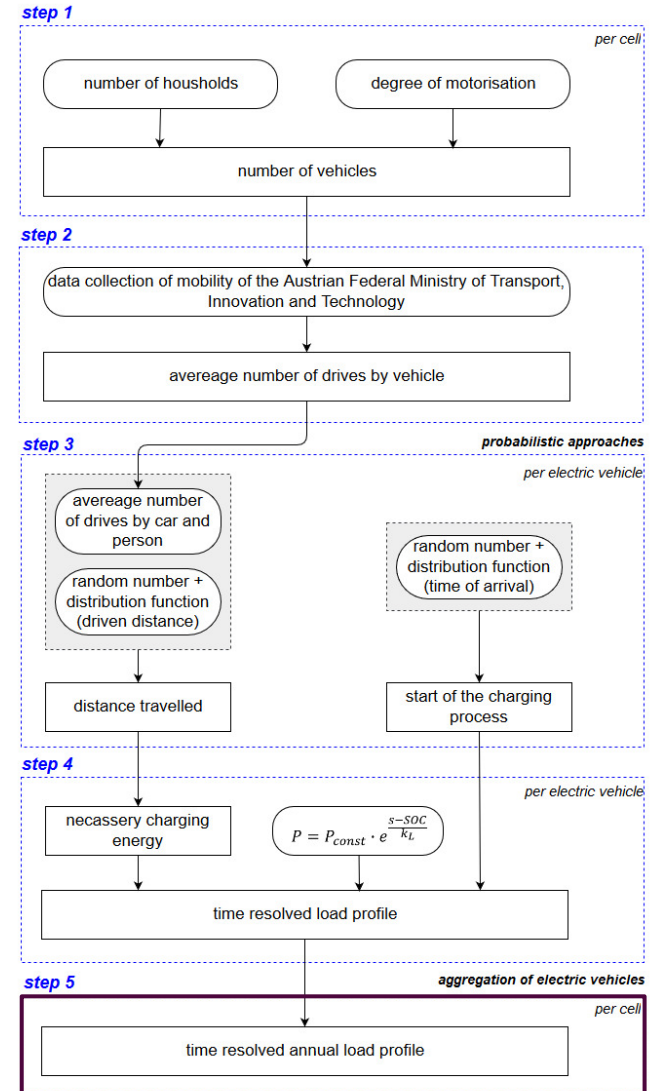 step 1
per cell
number of housholds
degree of motorisation
number of vehicles
step 2
data collection of mobility of the Austrian Federal Ministry of Transport,
Innovation and Technology
avereage number of drives by vehicle
step 3
probabilistic approaches
per electric vehicle
avereage number
of drives by car and
person
random number +
distribution function
(driven distance)
random number +
distribution function
(time of arrival)
distance travelled
start of the charging
process
step 4
per electric vehicle
necassery charging
energy
P = P_const · e^((s−SOC)/k_L)
time resolved load profile
step 5
aggregation of electric vehicles
per cell
time resolved annual load profile